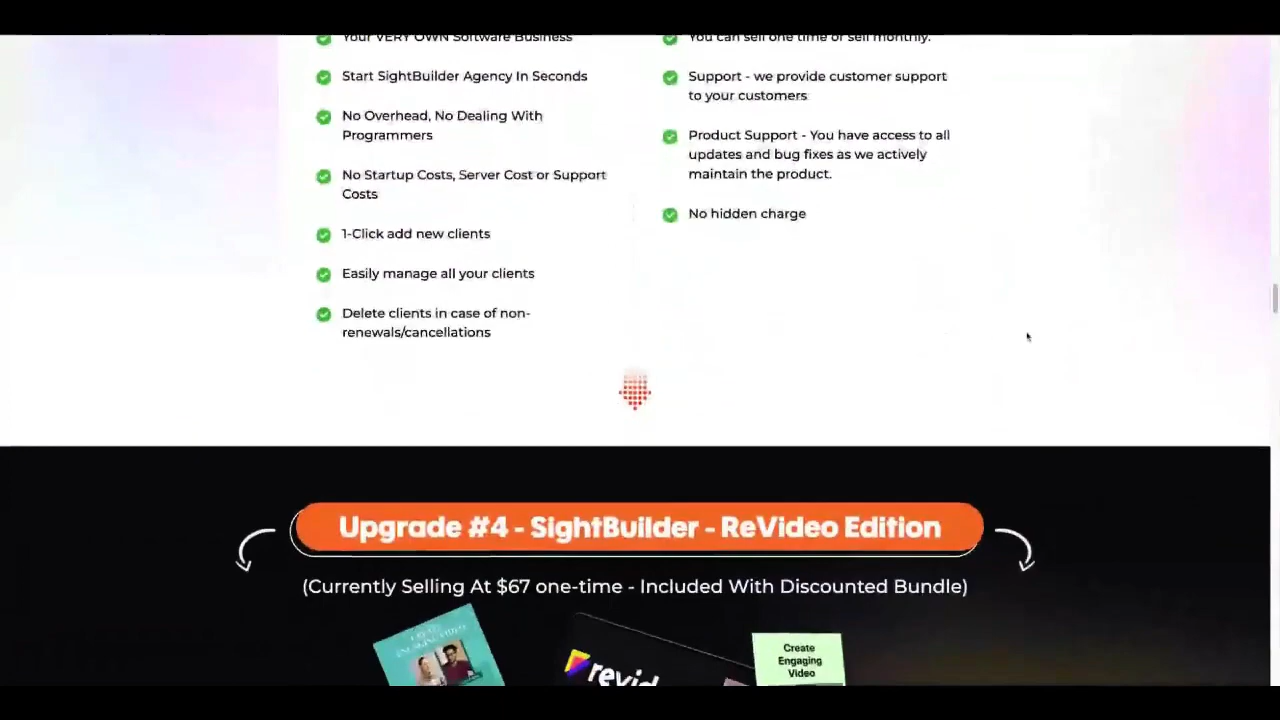 Your VERY OWN Software Business
Start SightBuilder Agency In Seconds
No Overhead, No Dealing With
Programmers
No Startup Costs, Server Cost or Support
Costs
1-Click add new clients
Easily manage all your clients
Delete clients in case of non-
renewals/cancellations
You can sell one time or sell monthly.
Support - we provide customer support
to your customers
Product Support - You have access to all
updates and bug fixes as we actively
maintain the product.
No hidden charge
Upgrade #4 - SightBuilder - ReVideo Edition
(Currently Selling At $67 one-time - Included With Discounted Bundle)
ENGAGING VIDEO
Create
Engaging
Video